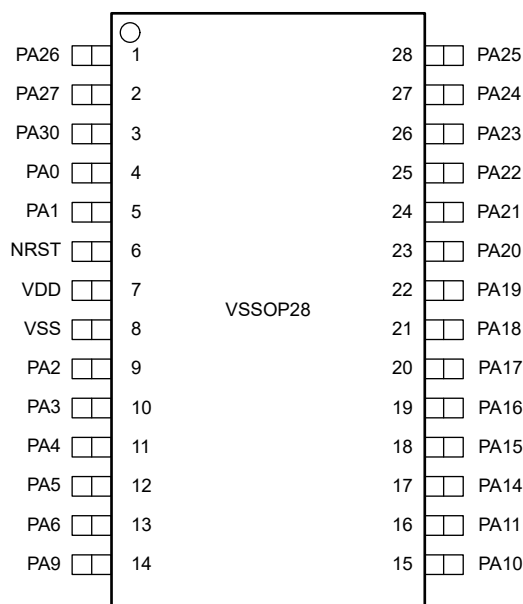 PA26 1 28 PA25
PA27 2 27 PA24
PA30 3 26 PA23
PA0 4 25 PA22
PA1 5 24 PA21
NRST 6 23 PA20
VDD 7 22 PA19
VSSOP28
VSS 8 21 PA18
PA2 9 20 PA17
PA3 10 19 PA16
PA4 11 18 PA15
PA5 12 17 PA14
PA6 13 16 PA11
PA9 14 15 PA10